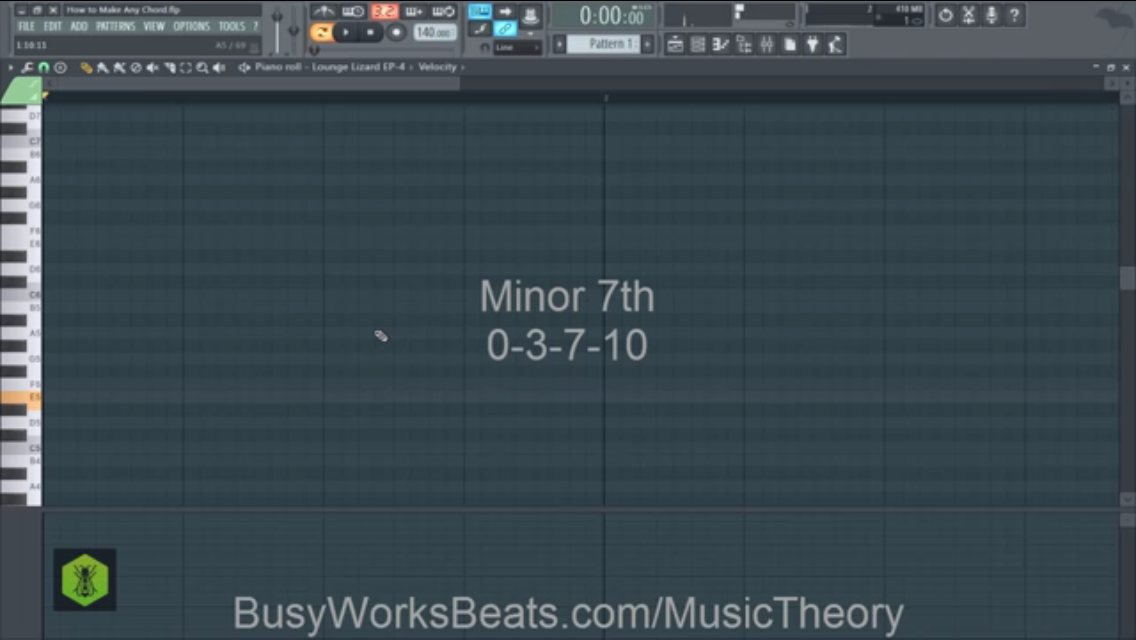 How to Make Any Chord.flp
FILE EDIT ADD PATTERNS VIEW OPTIONS TOOLS ?
1:10:11
A5 / 69
3.2
140.000
Line
0:00:00
Pattern 1
2
410 MB
1
Piano roll - Lounge Lizard EP-4 › Velocity ›
D7
C7
B6
A6
G6
F6
E6
D6
C6
B5
A5
G5
F5
E5
D5
C5
B4
A4
Minor 7th
0-3-7-10
BusyWorksBeats.com/MusicTheory